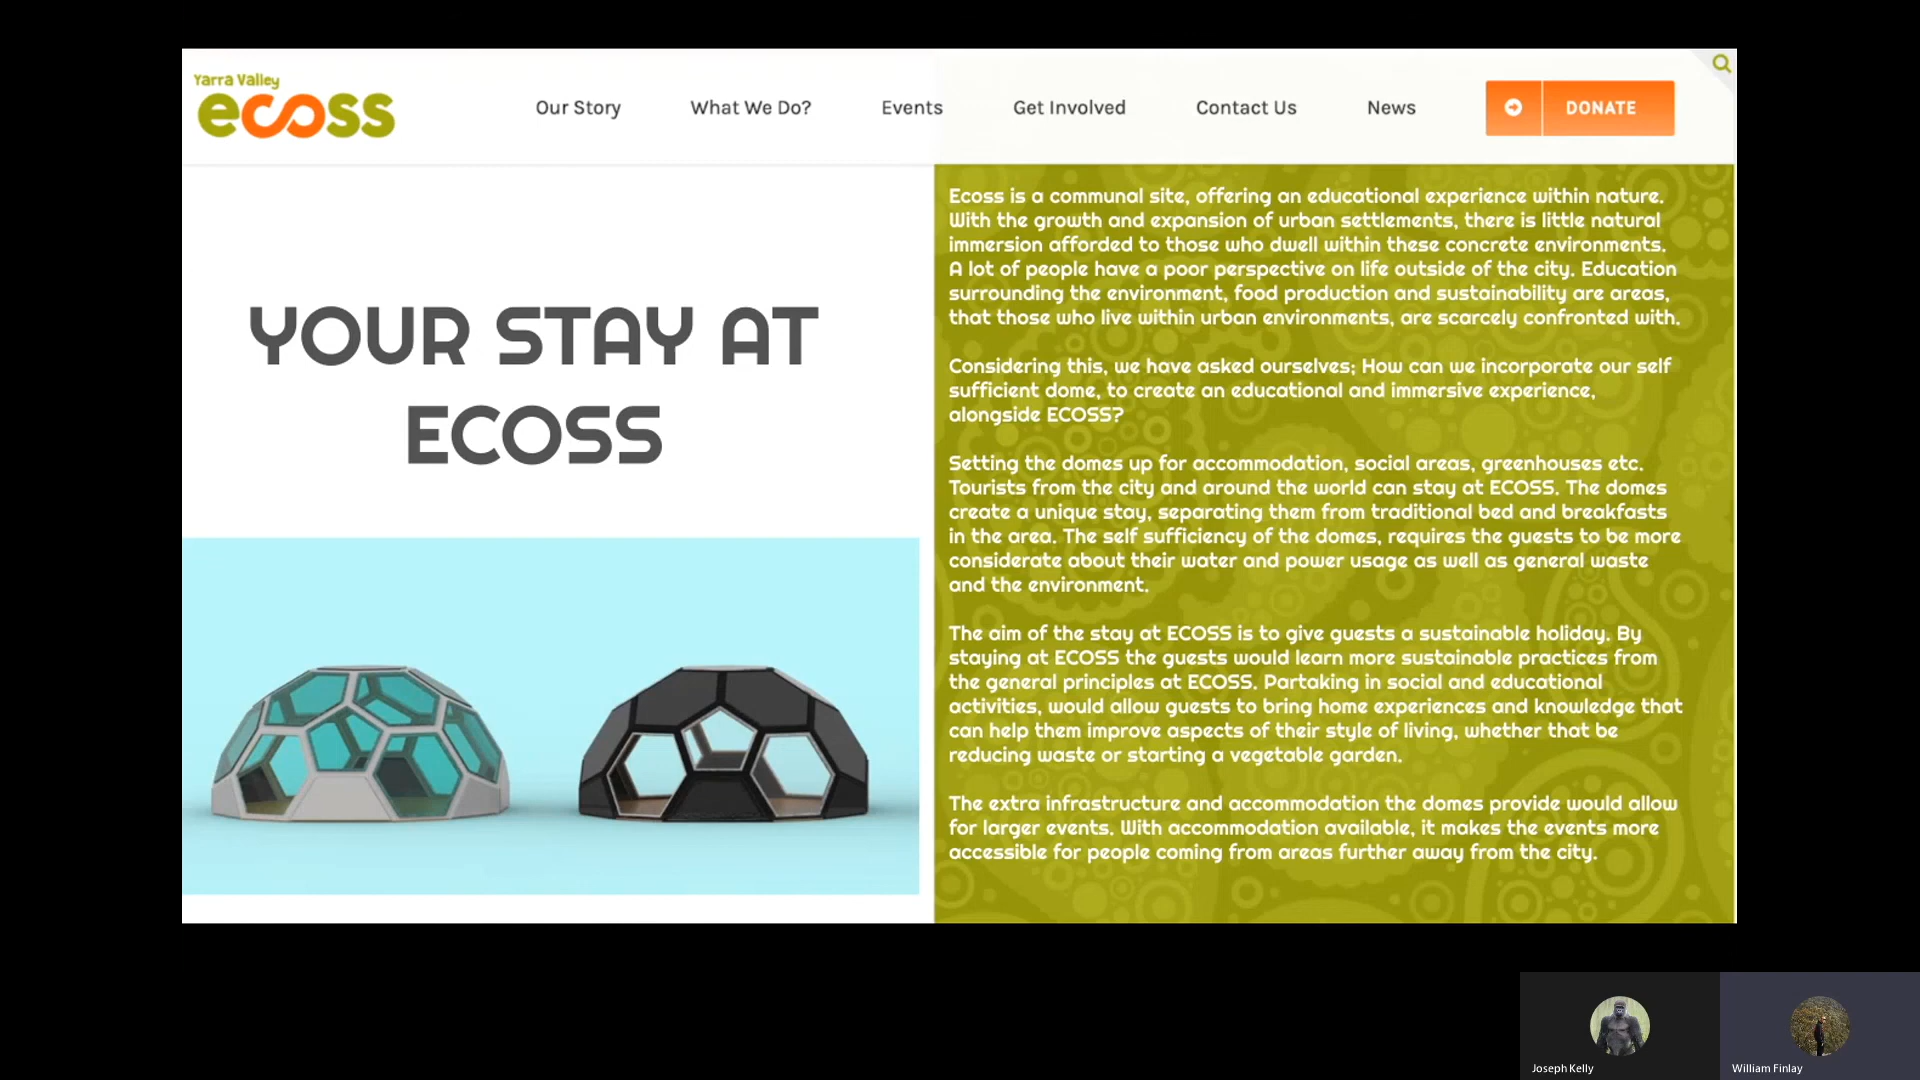 Yarra Valley
ecoss
Our Story
What We Do?
Events
Get Involved
Contact Us
News
DONATE
YOUR STAY AT
ECOSS
Ecoss is a communal site, offering an educational experience within nature.
With the growth and expansion of urban settlements, there is little natural
immersion afforded to those who dwell within these concrete environments.
A lot of people have a poor perspective on life outside of the city. Education
surrounding the environment, food production and sustainability are areas,
that those who live within urban environments, are scarcely confronted with.
Considering this, we have asked ourselves; How can we incorporate our self
sufficient dome, to create an educational and immersive experience,
alongside ECOSS?
Setting the domes up for accommodation, social areas, greenhouses etc.
Tourists from the city and around the world can stay at ECOSS. The domes
create a unique stay, separating them from traditional bed and breakfasts
in the area. The self sufficiency of the domes, requires the guests to be more
considerate about their water and power usage as well as general waste
and the environment.
The aim of the stay at ECOSS is to give guests a sustainable holiday. By
staying at ECOSS the guests would learn more sustainable practices from
the general principles at ECOSS. Partaking in social and educational
activities, would allow guests to bring home experiences and knowledge that
can help them improve aspects of their style of living, whether that be
reducing waste or starting a vegetable garden.
The extra infrastructure and accommodation the domes provide would allow
for larger events. With accommodation available, it makes the events more
accessible for people coming from areas further away from the city.
Joseph Kelly
William Finlay